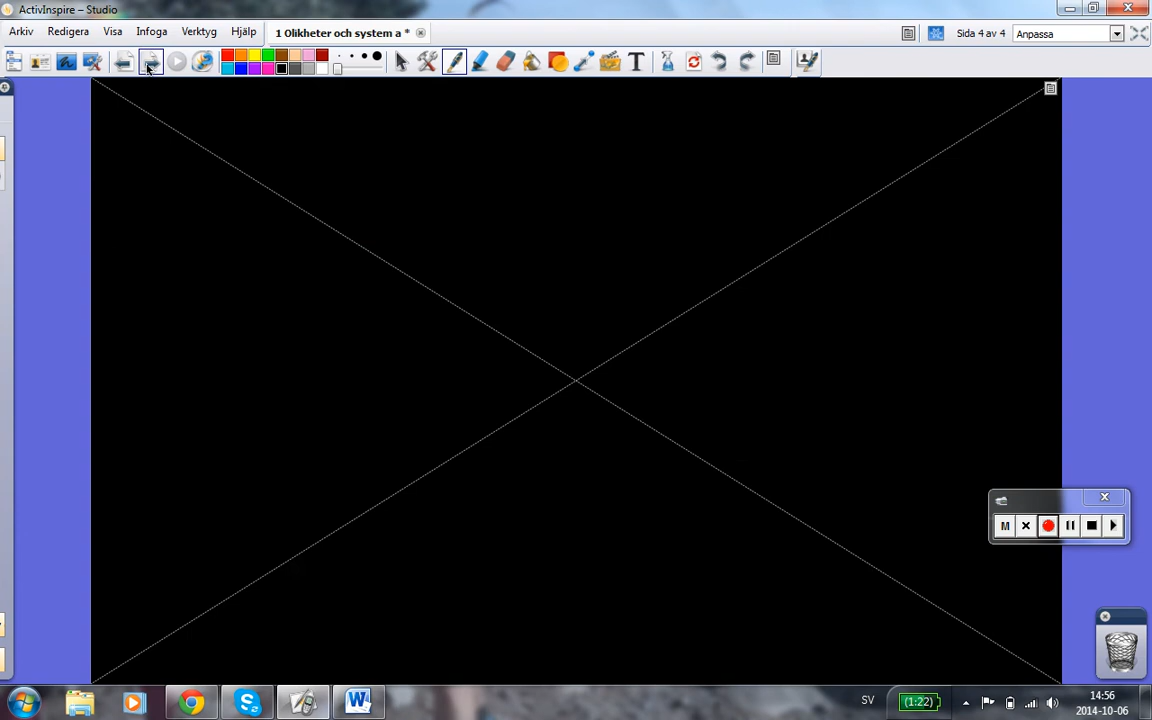 ActivInspire – Studio
Arkiv Redigera Visa Infoga Verktyg Hjälp 1 Olikheter och system a * Sida 4 av 4 Anpassa
T
M
W
SV (1:22) 14:56
2014-10-06